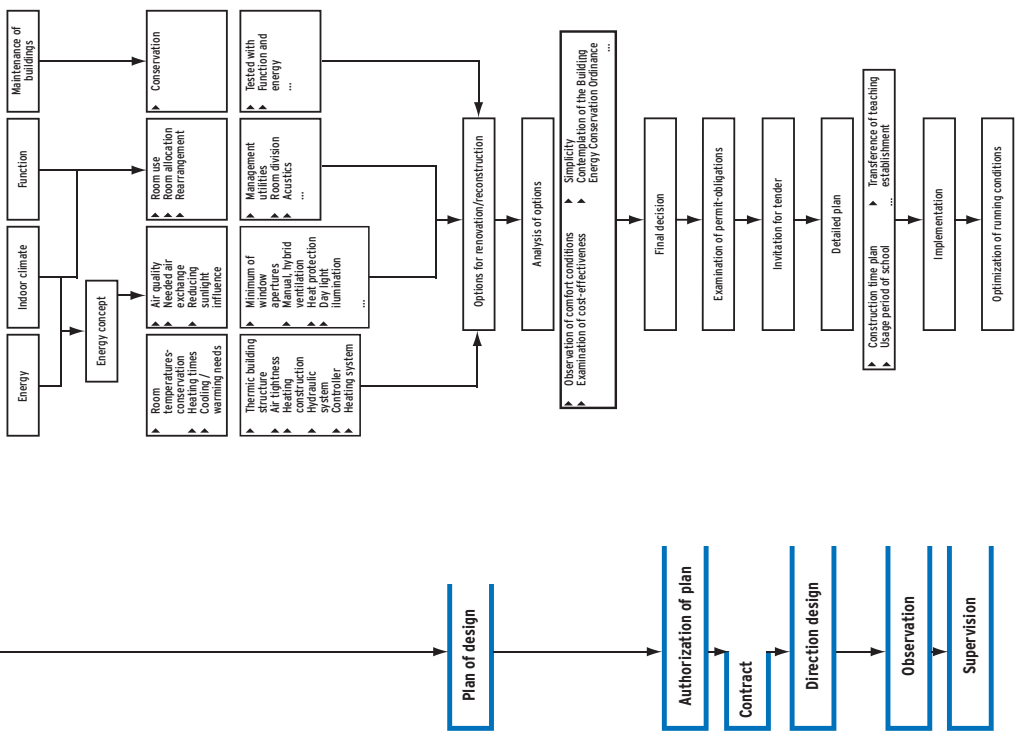 Maintenance of
buildings
Function
Indoor climate
Energy
Energy concept
Conservation
Room use
Room allocation
Rearrangement
Air quality
Needed air
exchange
Reducing
sunlight
influence
Room
temperatures-
conservation
Heating times
Cooling /
warming needs
Tested with
Function and
energy
...
Management
utilities
Room division
Acustics
...
Minimum of
window
apertures
Manual, hybrid
ventilation
Heat protection
Day light
ilumination
...
Thermic building
structure
Air tightness
Heating
construction
Hydraulic
system
Controller
Heating system
Options for renovation/reconstruction
Analysis of options
Observation of comfort conditions
Examination of cost-effectiveness
Simplicity
Contemplation of the Building
Energy Conservation Ordinance
...
Final decision
Examination of permit-obligations
Invitation for tender
Detailed plan
Construction time plan
Usage period of school
Transference of teaching
establishment
...
Implementation
Optimization of running conditions
Plan of design
Authorization of plan
Contract
Direction design
Observation
Supervision